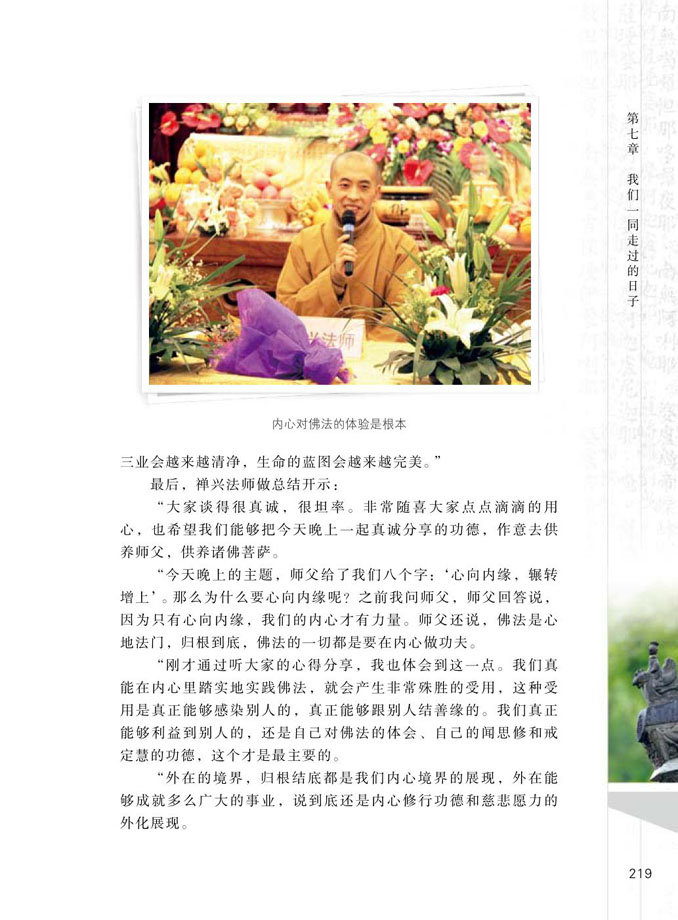 第七章 我们一同走过的日子
兴法师
内心对佛法的体验是根本
三业会越来越清净，生命的蓝图会越来越完美。”
最后，禅兴法师做总结开示：
“大家谈得很真诚，很坦率。非常随喜大家点点滴滴的用
心，也希望我们能够把今天晚上一起真诚分享的功德，作意去供
养师父，供养诸佛菩萨。
“今天晚上的主题，师父给了我们八个字：‘心向内缘，辗转
增上’。那么为什么要心向内缘呢？之前我问师父，师父回答说，
因为只有心向内缘，我们的内心才有力量。师父还说，佛法是心
地法门，归根到底，佛法的一切都是要在内心做功夫。
“刚才通过听大家的心得分享，我也体会到这一点。我们真
能在内心里踏实地实践佛法，就会产生非常殊胜的受用，这种受
用是真正能够感染别人的，真正能够跟别人结善缘的。我们真正
能够利益到别人的，还是自己对佛法的体会、自己的闻思修和戒
定慧的功德，这个才是最主要的。
“外在的境界，归根结底都是我们内心境界的展现，外在能
够成就多么广大的事业，说到底还是内心修行功德和慈悲愿力的
外化展现。
219